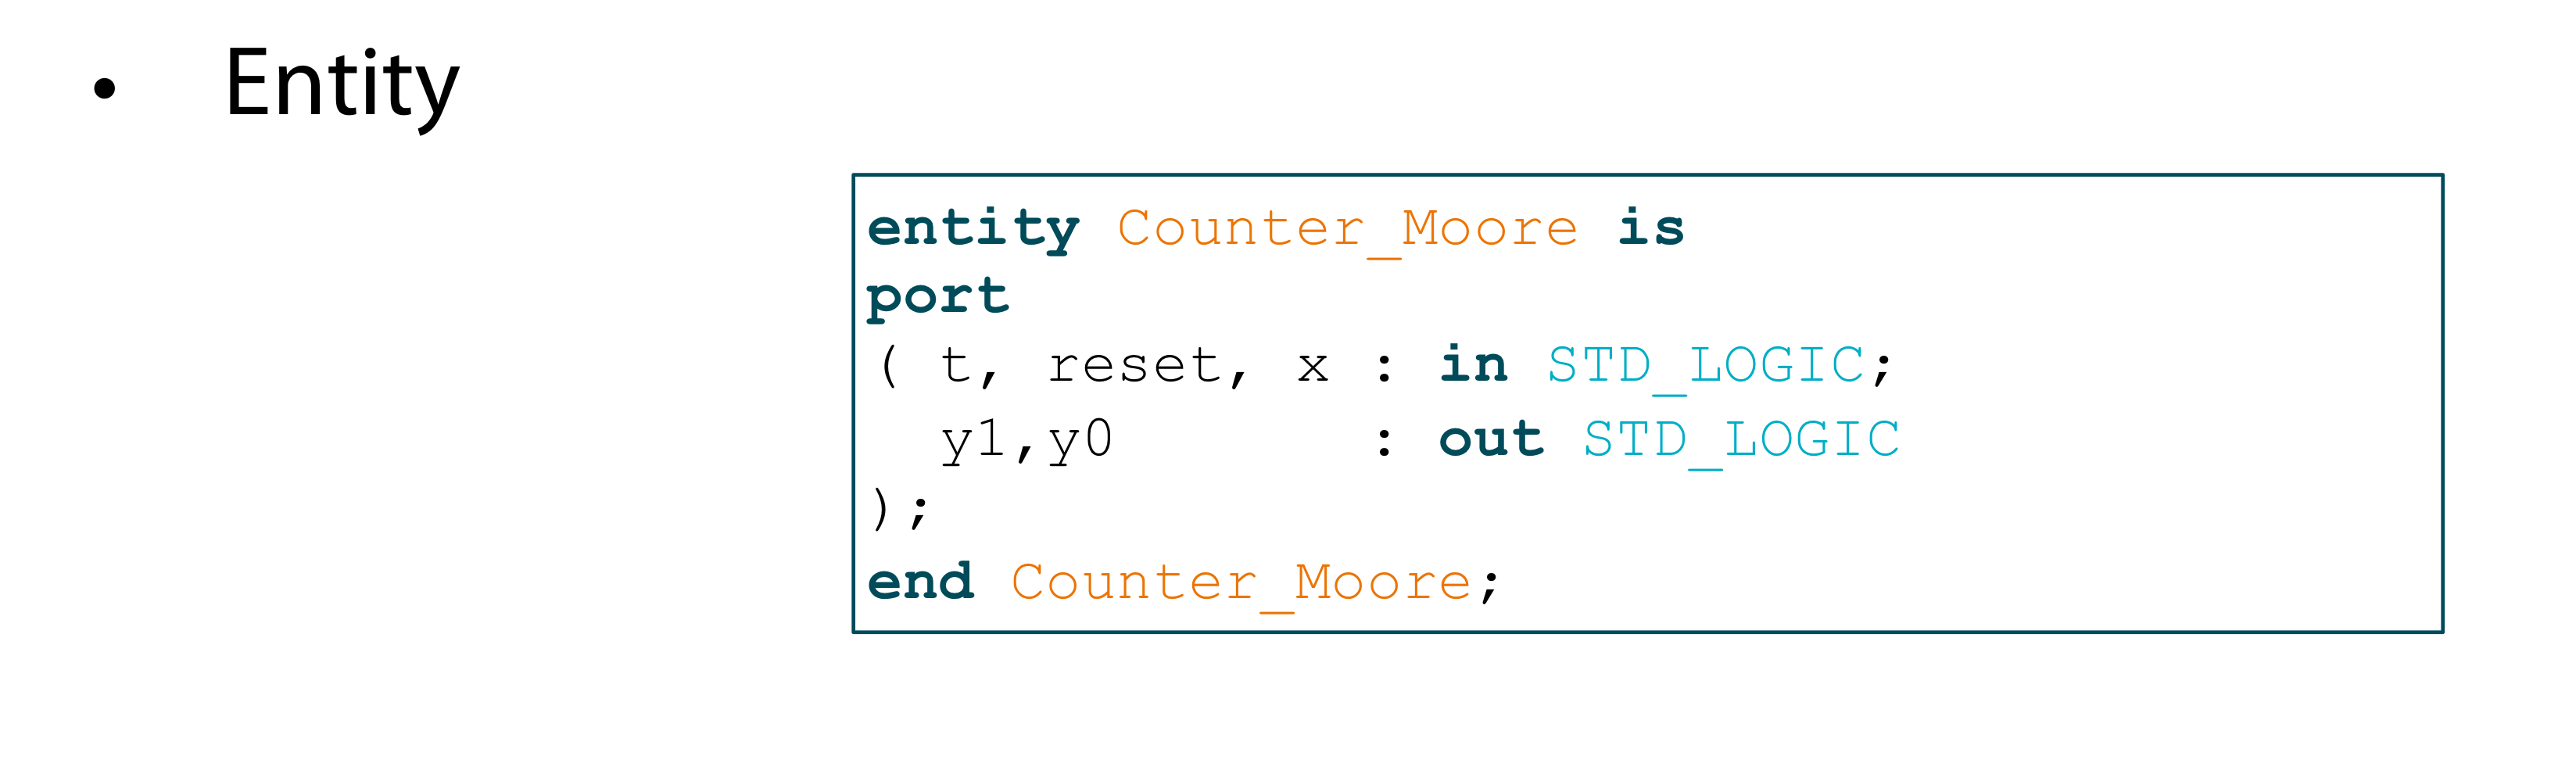 • Entity
entity Counter_Moore is
port
( t, reset, x : in STD_LOGIC;
  y1,y0       : out STD_LOGIC
);
end Counter_Moore;